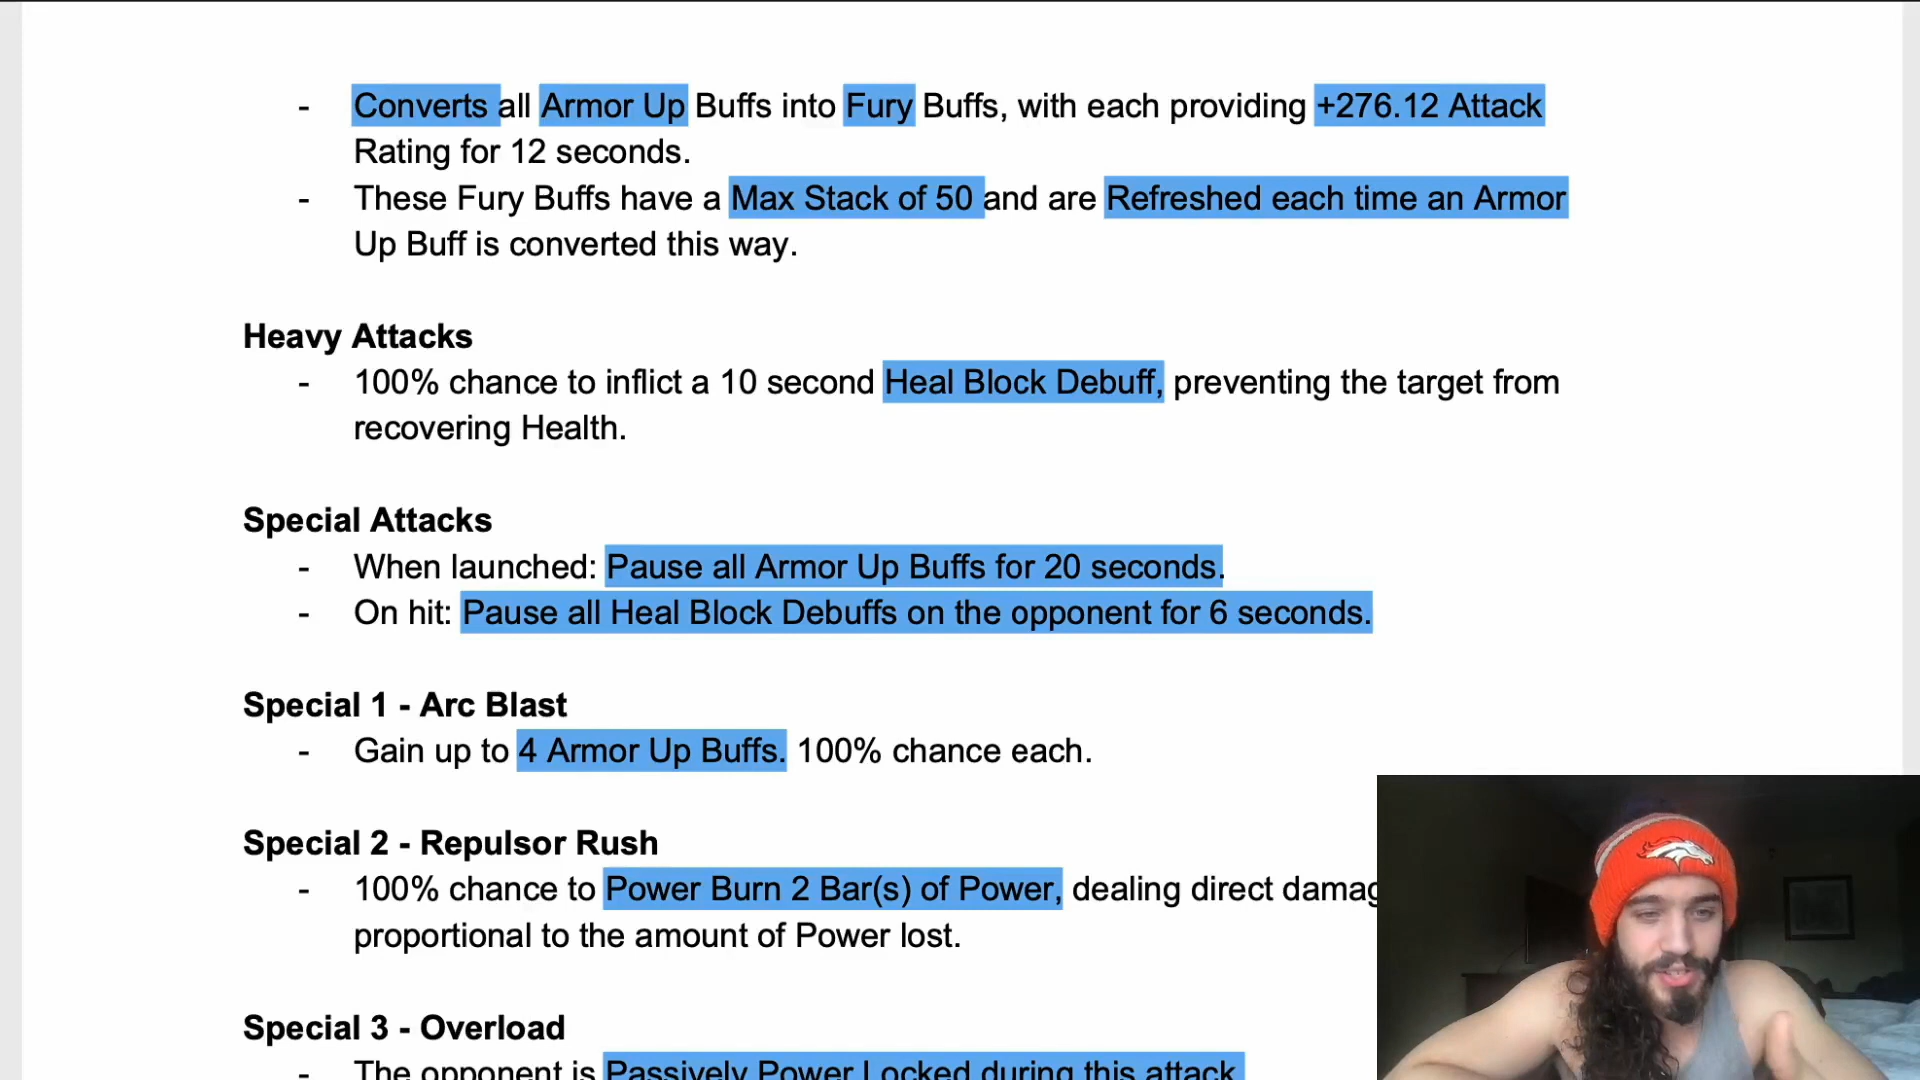 - Converts all Armor Up Buffs into Fury Buffs, with each providing +276.12 Attack
Rating for 12 seconds.
- These Fury Buffs have a Max Stack of 50 and are Refreshed each time an Armor
Up Buff is converted this way.
Heavy Attacks
- 100% chance to inflict a 10 second Heal Block Debuff, preventing the target from
recovering Health.
Special Attacks
- When launched: Pause all Armor Up Buffs for 20 seconds.
- On hit: Pause all Heal Block Debuffs on the opponent for 6 seconds.
Special 1 - Arc Blast
- Gain up to 4 Armor Up Buffs. 100% chance each.
Special 2 - Repulsor Rush
- 100% chance to Power Burn 2 Bar(s) of Power, dealing direct damag
proportional to the amount of Power lost.
Special 3 - Overload
- The opponent is Passively Power Locked during this attack